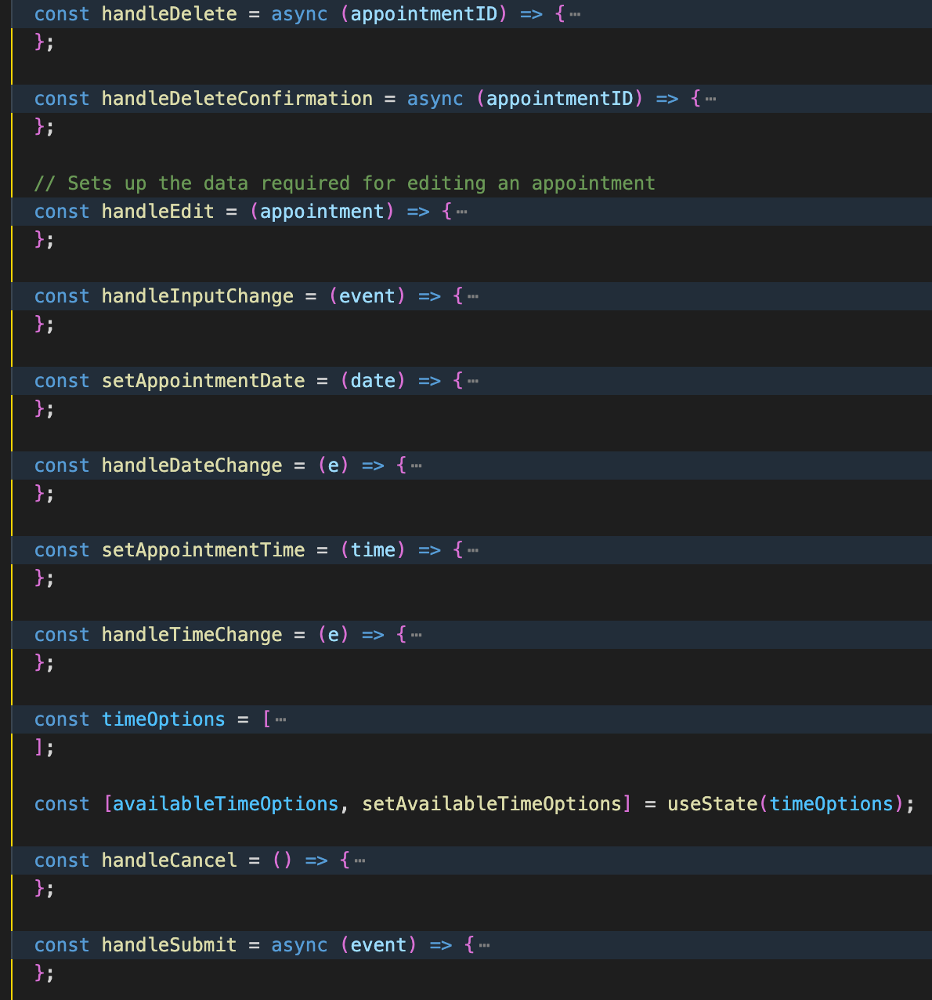 const handleDelete = async (appointmentID) => {⋯
};
const handleDeleteConfirmation = async (appointmentID) => {⋯
};
// Sets up the data required for editing an appointment
const handleEdit = (appointment) => {⋯
};
const handleInputChange = (event) => {⋯
};
const setAppointmentDate = (date) => {⋯
};
const handleDateChange = (e) => {⋯
};
const setAppointmentTime = (time) => {⋯
};
const handleTimeChange = (e) => {⋯
};
const timeOptions = [⋯
];
const [availableTimeOptions, setAvailableTimeOptions] = useState(timeOptions);
const handleCancel = () => {⋯
};
const handleSubmit = async (event) => {⋯
};